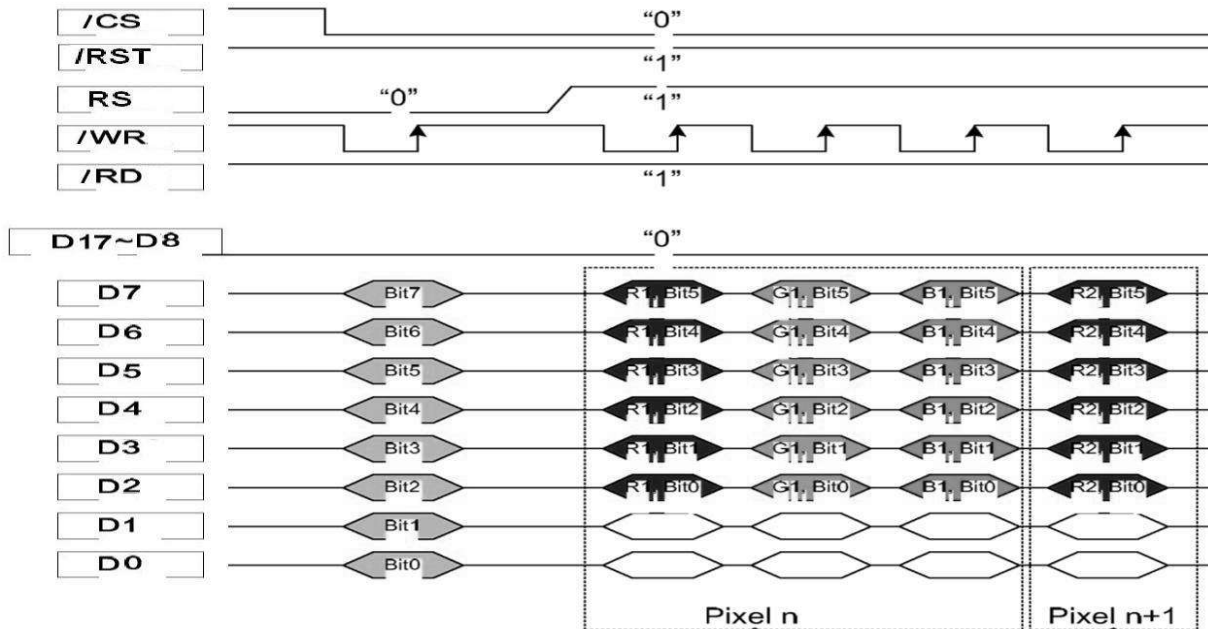 /CS “0”
/RST “1”
RS “0” “1”
/WR
/RD “1”
D17~D8 “0”
D7 Bit7 R1, Bit5 G1, Bit5 B1, Bit5 R2, Bit5
D6 Bit6 R1, Bit4 G1, Bit4 B1, Bit4 R2, Bit4
D5 Bit5 R1, Bit3 G1, Bit3 B1, Bit3 R2, Bit3
D4 Bit4 R1, Bit2 G1, Bit2 B1, Bit2 R2, Bit2
D3 Bit3 R1, Bit1 G1, Bit1 B1, Bit1 R2, Bit1
D2 Bit2 R1, Bit0 G1, Bit0 B1, Bit0 R2, Bit0
D1 Bit1
D0 Bit0
Pixel n Pixel n+1